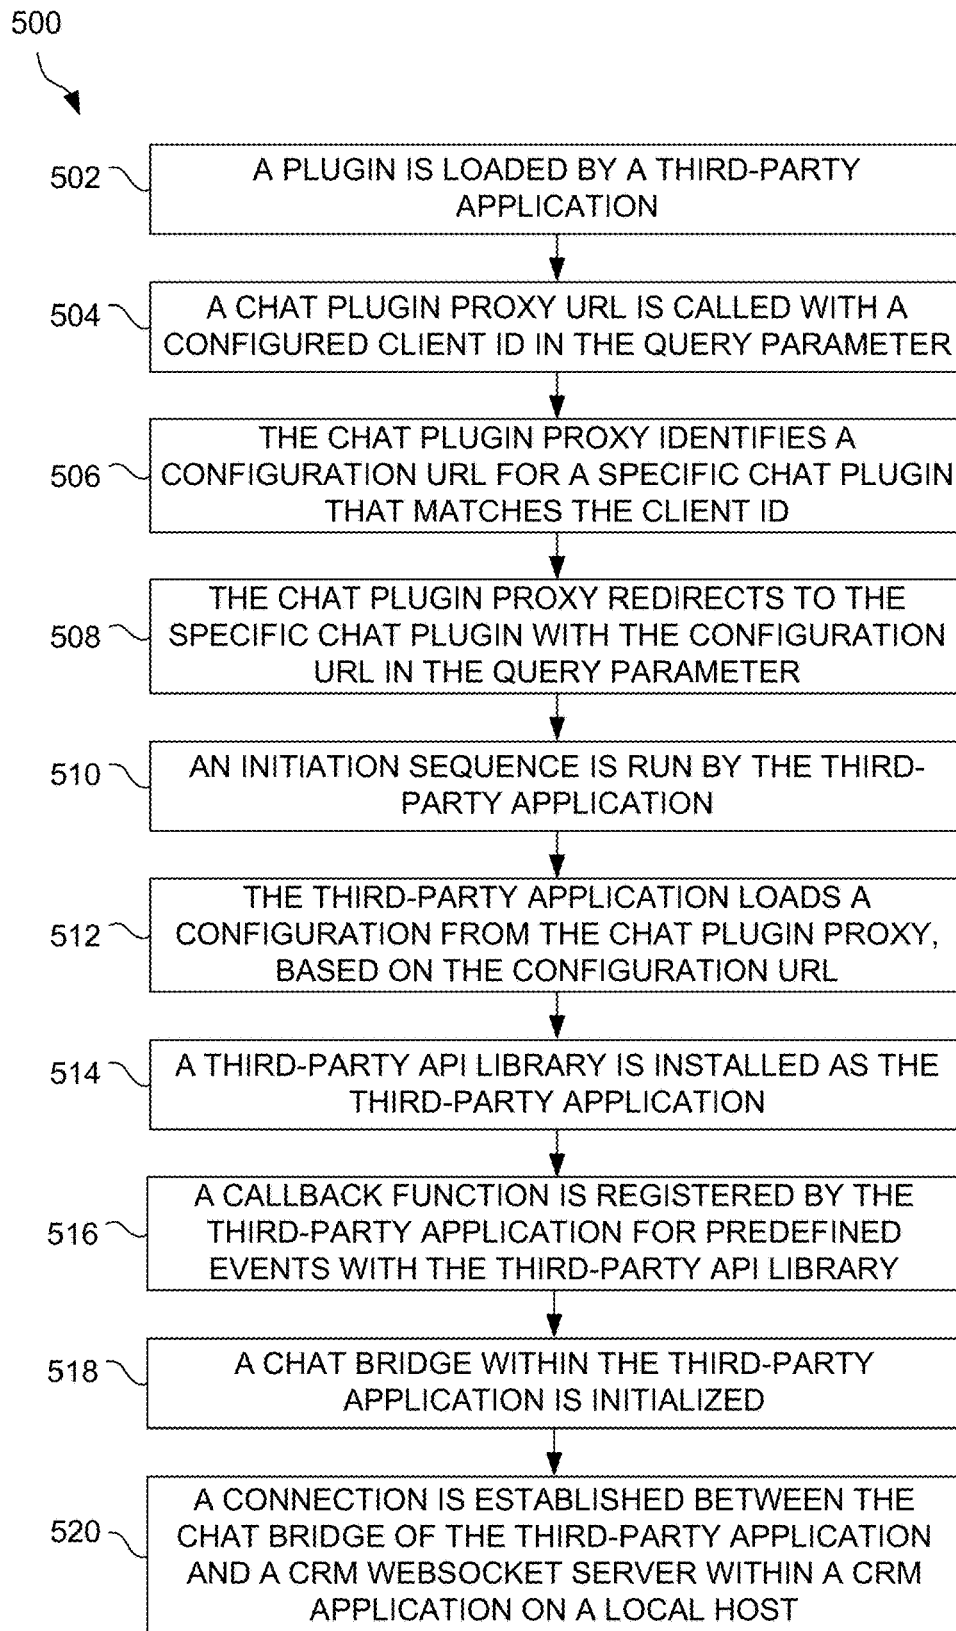 500
502
A PLUGIN IS LOADED BY A THIRD-PARTY
APPLICATION
504
A CHAT PLUGIN PROXY URL IS CALLED WITH A
CONFIGURED CLIENT ID IN THE QUERY PARAMETER
506
THE CHAT PLUGIN PROXY IDENTIFIES A
CONFIGURATION URL FOR A SPECIFIC CHAT PLUGIN
THAT MATCHES THE CLIENT ID
508
THE CHAT PLUGIN PROXY REDIRECTS TO THE
SPECIFIC CHAT PLUGIN WITH THE CONFIGURATION
URL IN THE QUERY PARAMETER
510
AN INITIATION SEQUENCE IS RUN BY THE THIRD-
PARTY APPLICATION
512
THE THIRD-PARTY APPLICATION LOADS A
CONFIGURATION FROM THE CHAT PLUGIN PROXY,
BASED ON THE CONFIGURATION URL
514
A THIRD-PARTY API LIBRARY IS INSTALLED AS THE
THIRD-PARTY APPLICATION
516
A CALLBACK FUNCTION IS REGISTERED BY THE
THIRD-PARTY APPLICATION FOR PREDEFINED
EVENTS WITH THE THIRD-PARTY API LIBRARY
518
A CHAT BRIDGE WITHIN THE THIRD-PARTY
APPLICATION IS INITIALIZED
520
A CONNECTION IS ESTABLISHED BETWEEN THE
CHAT BRIDGE OF THE THIRD-PARTY APPLICATION
AND A CRM WEBSOCKET SERVER WITHIN A CRM
APPLICATION ON A LOCAL HOST